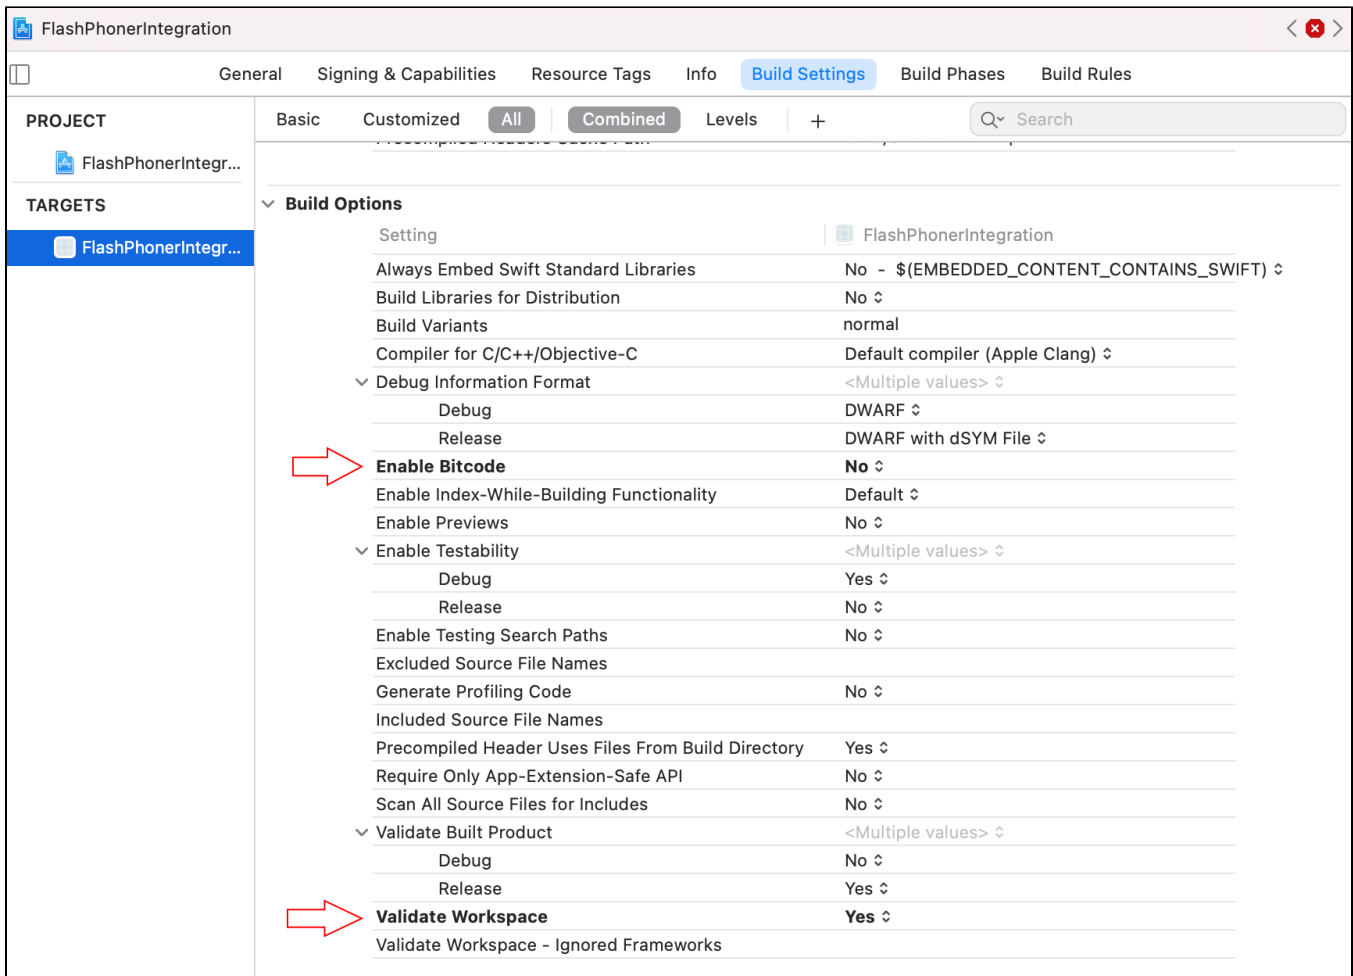 FlashPhonerIntegration
General Signing & Capabilities Resource Tags Info Build Settings Build Phases Build Rules
PROJECT
Basic Customized All Combined Levels + Search
FlashPhonerIntegr...
TARGETS
FlashPhonerIntegr...
Precompiled Headers Cache Path
Build Options
Setting FlashPhonerIntegration
Always Embed Swift Standard Libraries No - $(EMBEDDED_CONTENT_CONTAINS_SWIFT)
Build Libraries for Distribution No
Build Variants normal
Compiler for C/C++/Objective-C Default compiler (Apple Clang)
Debug Information Format <Multiple values>
Debug DWARF
Release DWARF with dSYM File
Enable Bitcode No
Enable Index-While-Building Functionality Default
Enable Previews No
Enable Testability <Multiple values>
Debug Yes
Release No
Enable Testing Search Paths No
Excluded Source File Names
Generate Profiling Code No
Included Source File Names
Precompiled Header Uses Files From Build Directory Yes
Require Only App-Extension-Safe API No
Scan All Source Files for Includes No
Validate Built Product <Multiple values>
Debug No
Release Yes
Validate Workspace Yes
Validate Workspace - Ignored Frameworks